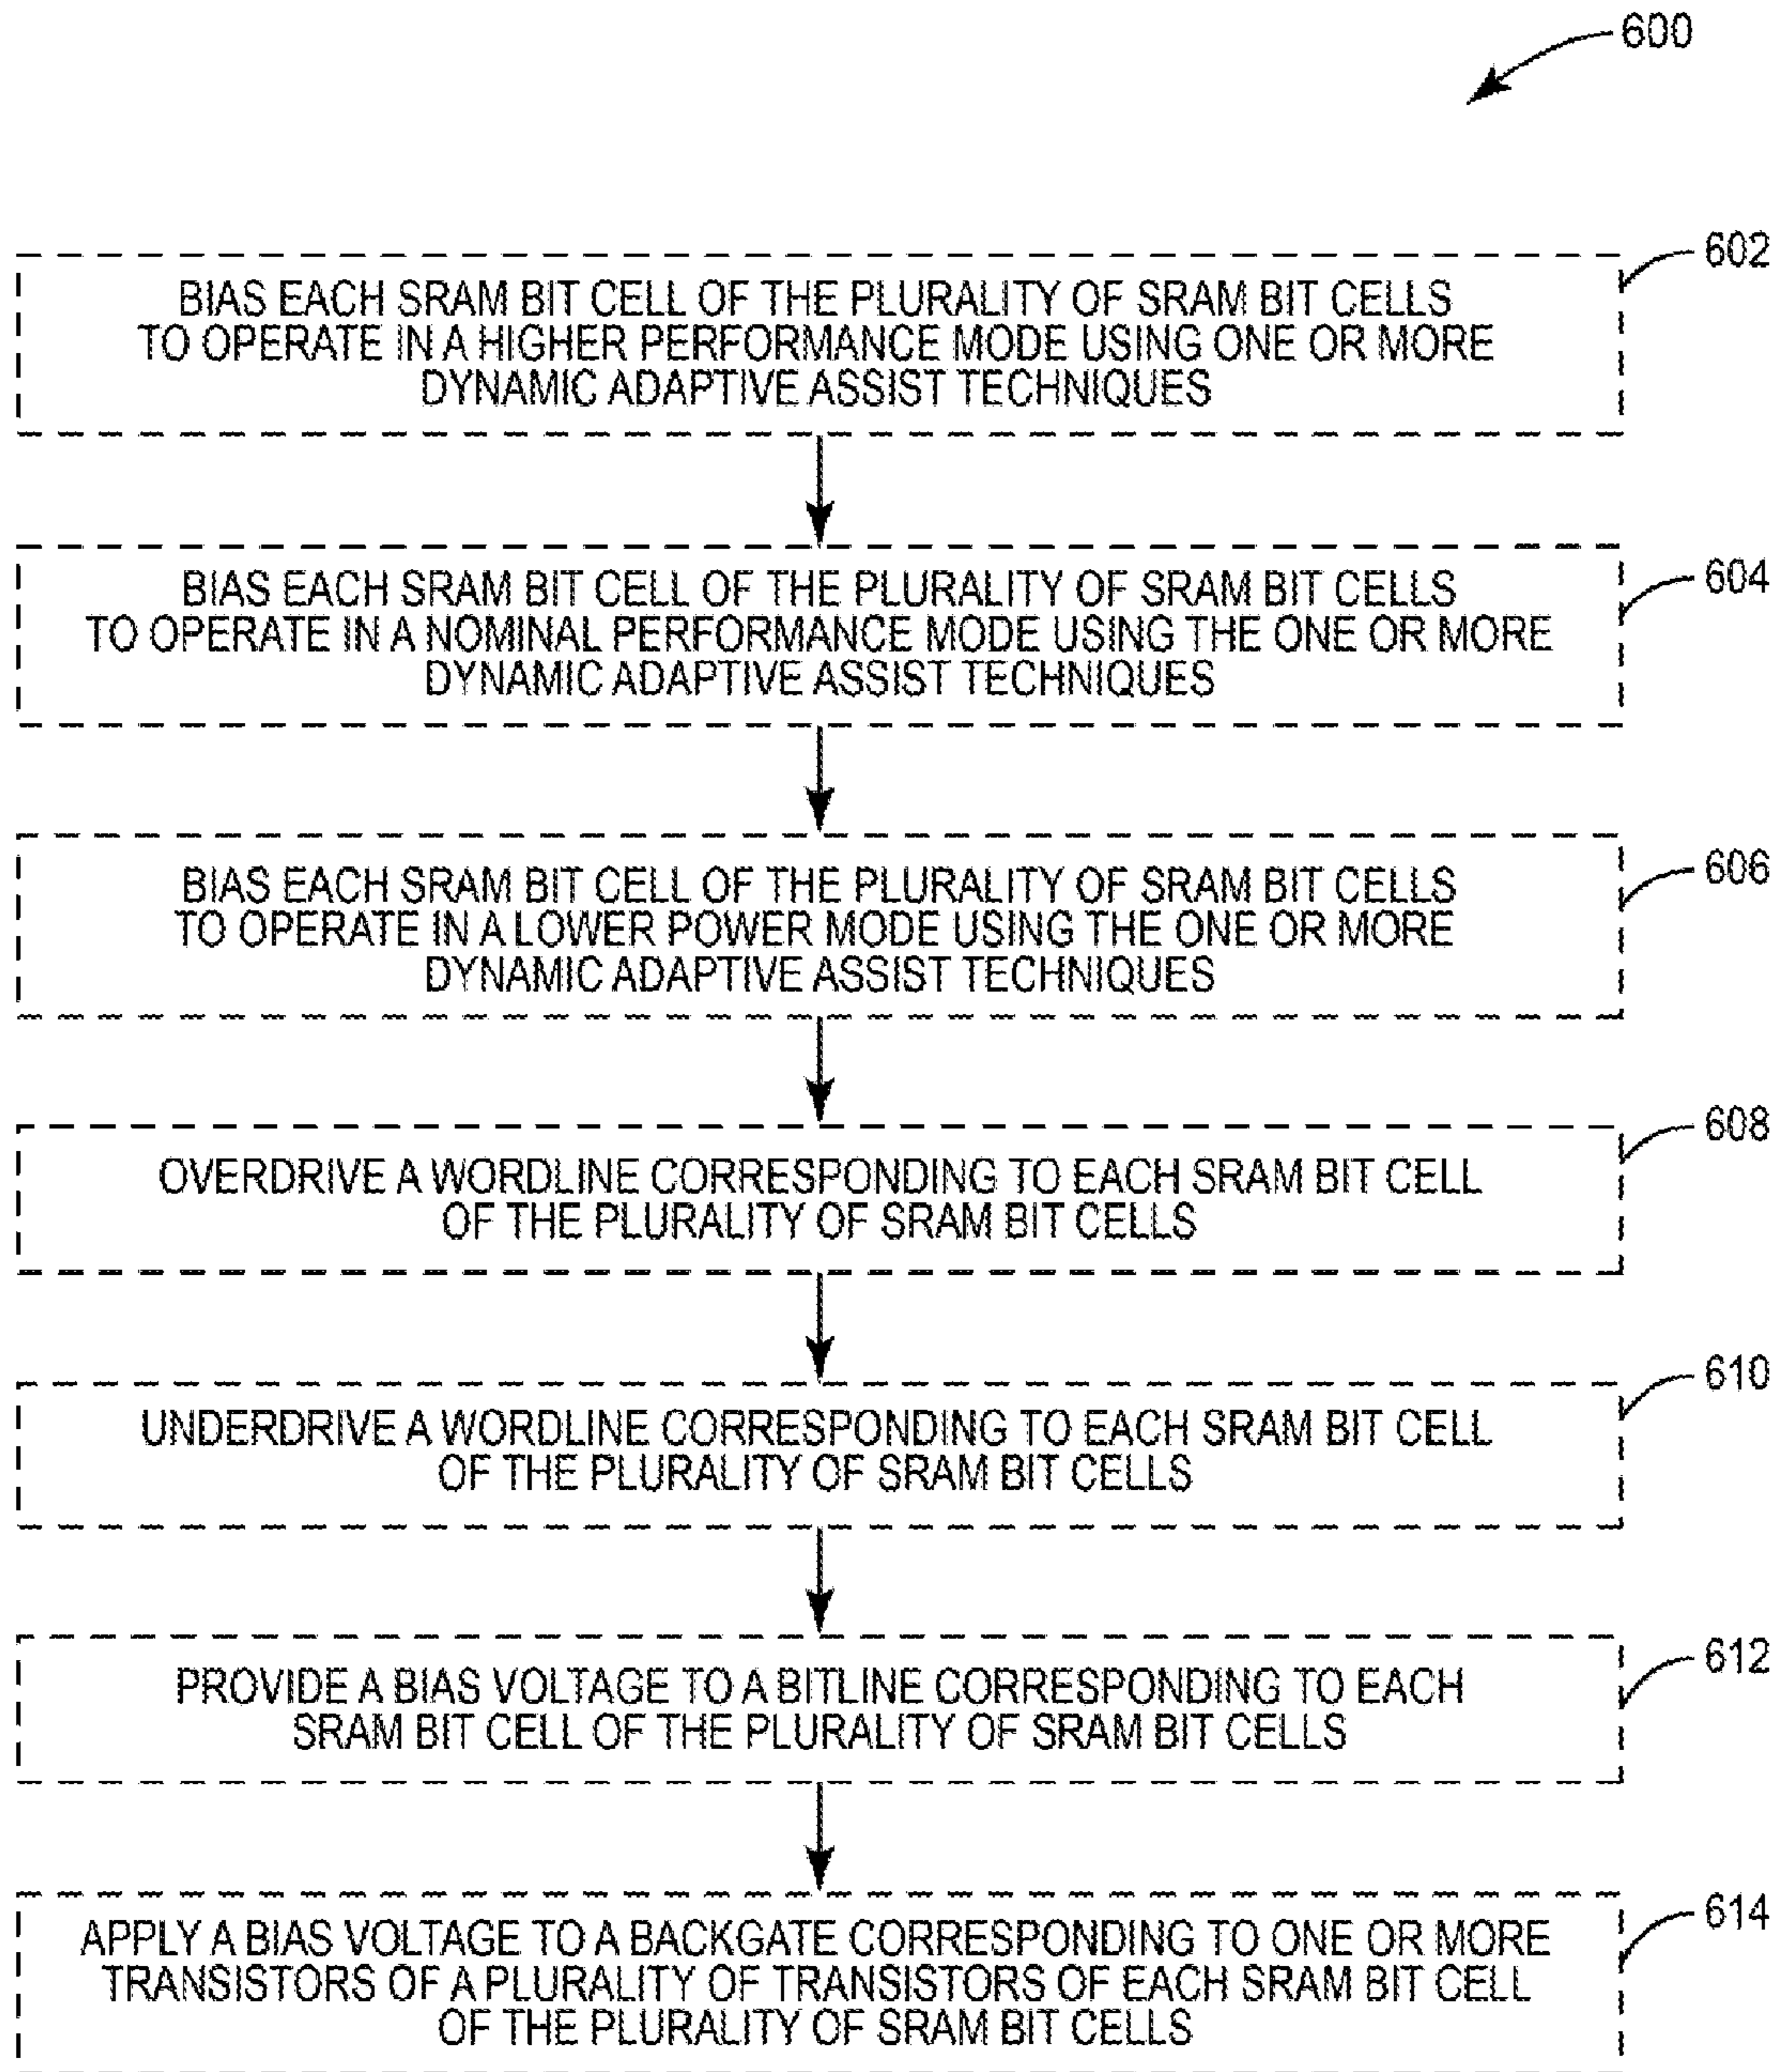 600
602
BIAS EACH SRAM BIT CELL OF THE PLURALITY OF SRAM BIT CELLS
TO OPERATE IN A HIGHER PERFORMANCE MODE USING ONE OR MORE
DYNAMIC ADAPTIVE ASSIST TECHNIQUES
604
BIAS EACH SRAM BIT CELL OF THE PLURALITY OF SRAM BIT CELLS
TO OPERATE IN A NOMINAL PERFORMANCE MODE USING THE ONE OR MORE
DYNAMIC ADAPTIVE ASSIST TECHNIQUES
606
BIAS EACH SRAM BIT CELL OF THE PLURALITY OF SRAM BIT CELLS
TO OPERATE IN A LOWER POWER MODE USING THE ONE OR MORE
DYNAMIC ADAPTIVE ASSIST TECHNIQUES
608
OVERDRIVE A WORDLINE CORRESPONDING TO EACH SRAM BIT CELL
OF THE PLURALITY OF SRAM BIT CELLS
610
UNDERDRIVE A WORDLINE CORRESPONDING TO EACH SRAM BIT CELL
OF THE PLURALITY OF SRAM BIT CELLS
612
PROVIDE A BIAS VOLTAGE TO A BITLINE CORRESPONDING TO EACH
SRAM BIT CELL OF THE PLURALITY OF SRAM BIT CELLS
614
APPLY A BIAS VOLTAGE TO A BACKGATE CORRESPONDING TO ONE OR MORE
TRANSISTORS OF A PLURALITY OF TRANSISTORS OF EACH SRAM BIT CELL
OF THE PLURALITY OF SRAM BIT CELLS